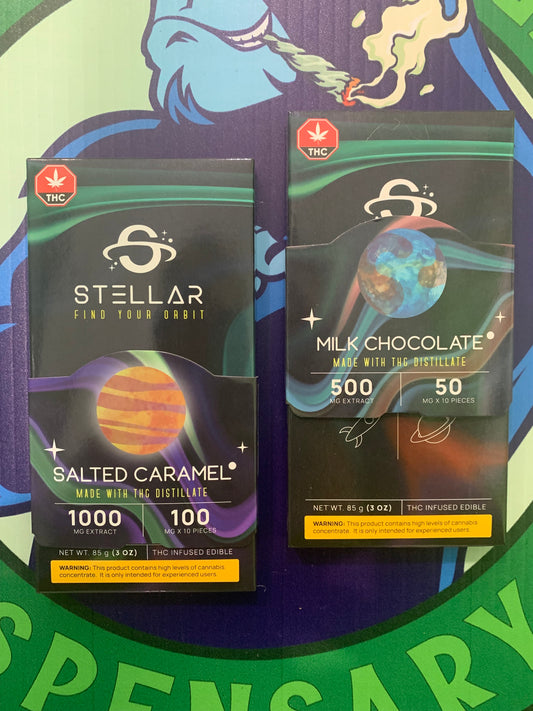 THC
STELLAR
FIND YOUR ORBIT
SALTED CARAMEL
MADE WITH THC DISTILLATE
1000
MG EXTRACT
100
MG X 10 PIECES
NET WT. 85 g (3 OZ)
THC INFUSED EDIBLE
WARNING: This product contains high levels of cannabis
concentrate. It is only intended for experienced users.
THC
MILK CHOCOLATE
MADE WITH THC DISTILLATE
500
MG EXTRACT
50
MG X 10 PIECES
NET WT. 85 g (3 OZ)
THC INFUSED EDIBLE
WARNING: This product contains high levels of cannabis
concentrate. It is only intended for experienced users.
SPENSARY